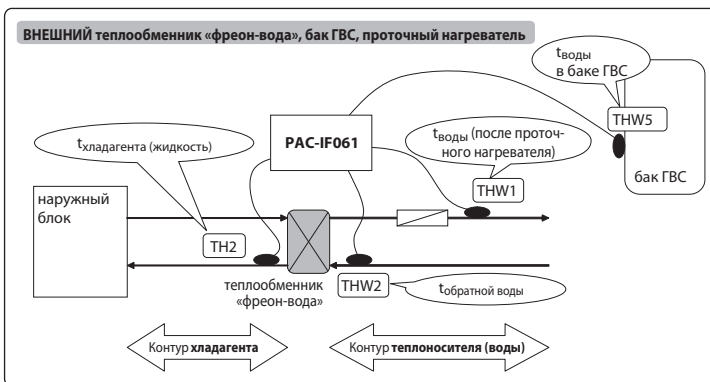 ВНЕШНИЙ теплообменник «фреон-вода», бак ГВС, проточный нагреватель
tводы
в баке ГВС
THW5
бак ГВС
PAC-IF061
tхладагента (жидкость)
tводы (после проточ-
ного нагревателя)
THW1
наружный
блок
TH2
теплообменник
«фреон-вода»
THW2
tобратной воды
Контур хладагента
Контур теплоносителя (воды)